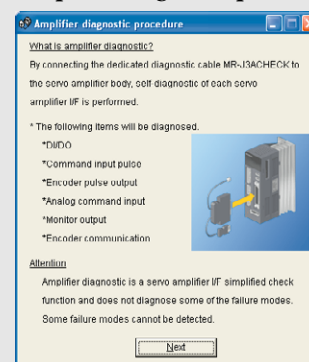 Amplifier diagnostic procedure
What is amplifier diagnostic?
By connecting the dedicated diagnostic cable MR-J3ACHECK to
the servo amplifier body, self-diagnostic of each servo
amplifier I/F is performed.
* The following items will be diagnosed.
*DI/DO
*Command input pulse
*Encoder pulse output
*Analog command input
*Monitor output
*Encoder communication
Attention
Amplifier diagnostic is a servo amplifier I/F simplified check
function and does not diagnose some of the failure modes.
Some failure modes cannot be detected.
Next